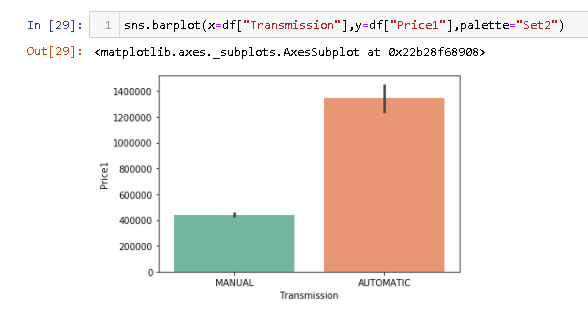 In [29]: 1 sns.barplot(x=df["Transmission"],y=df["Price1"],palette="Set2")
Out[29]: <matplotlib.axes._subplots.AxesSubplot at 0x22b28f68908>
1400000
1200000
1000000
800000
600000
400000
200000
0
Price1
MANUAL AUTOMATIC
Transmission